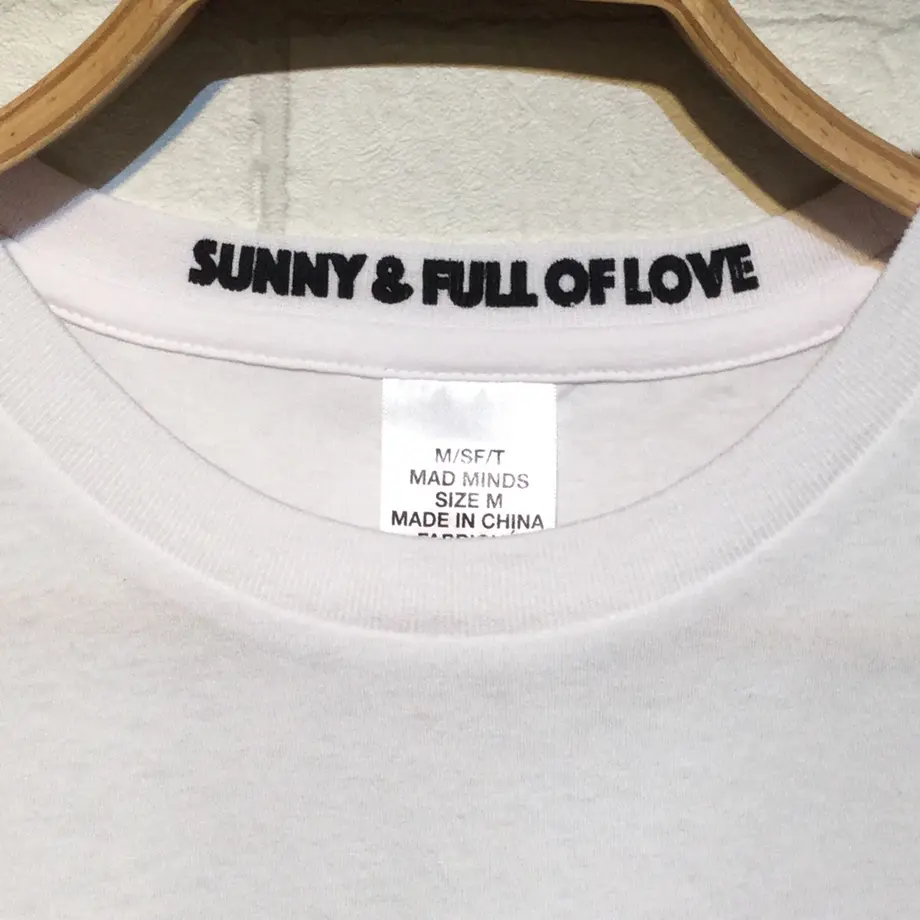 SUNNY & FULL OF LOVE
M/SF/T
MAD MINDS
SIZE M
MADE IN CHINA